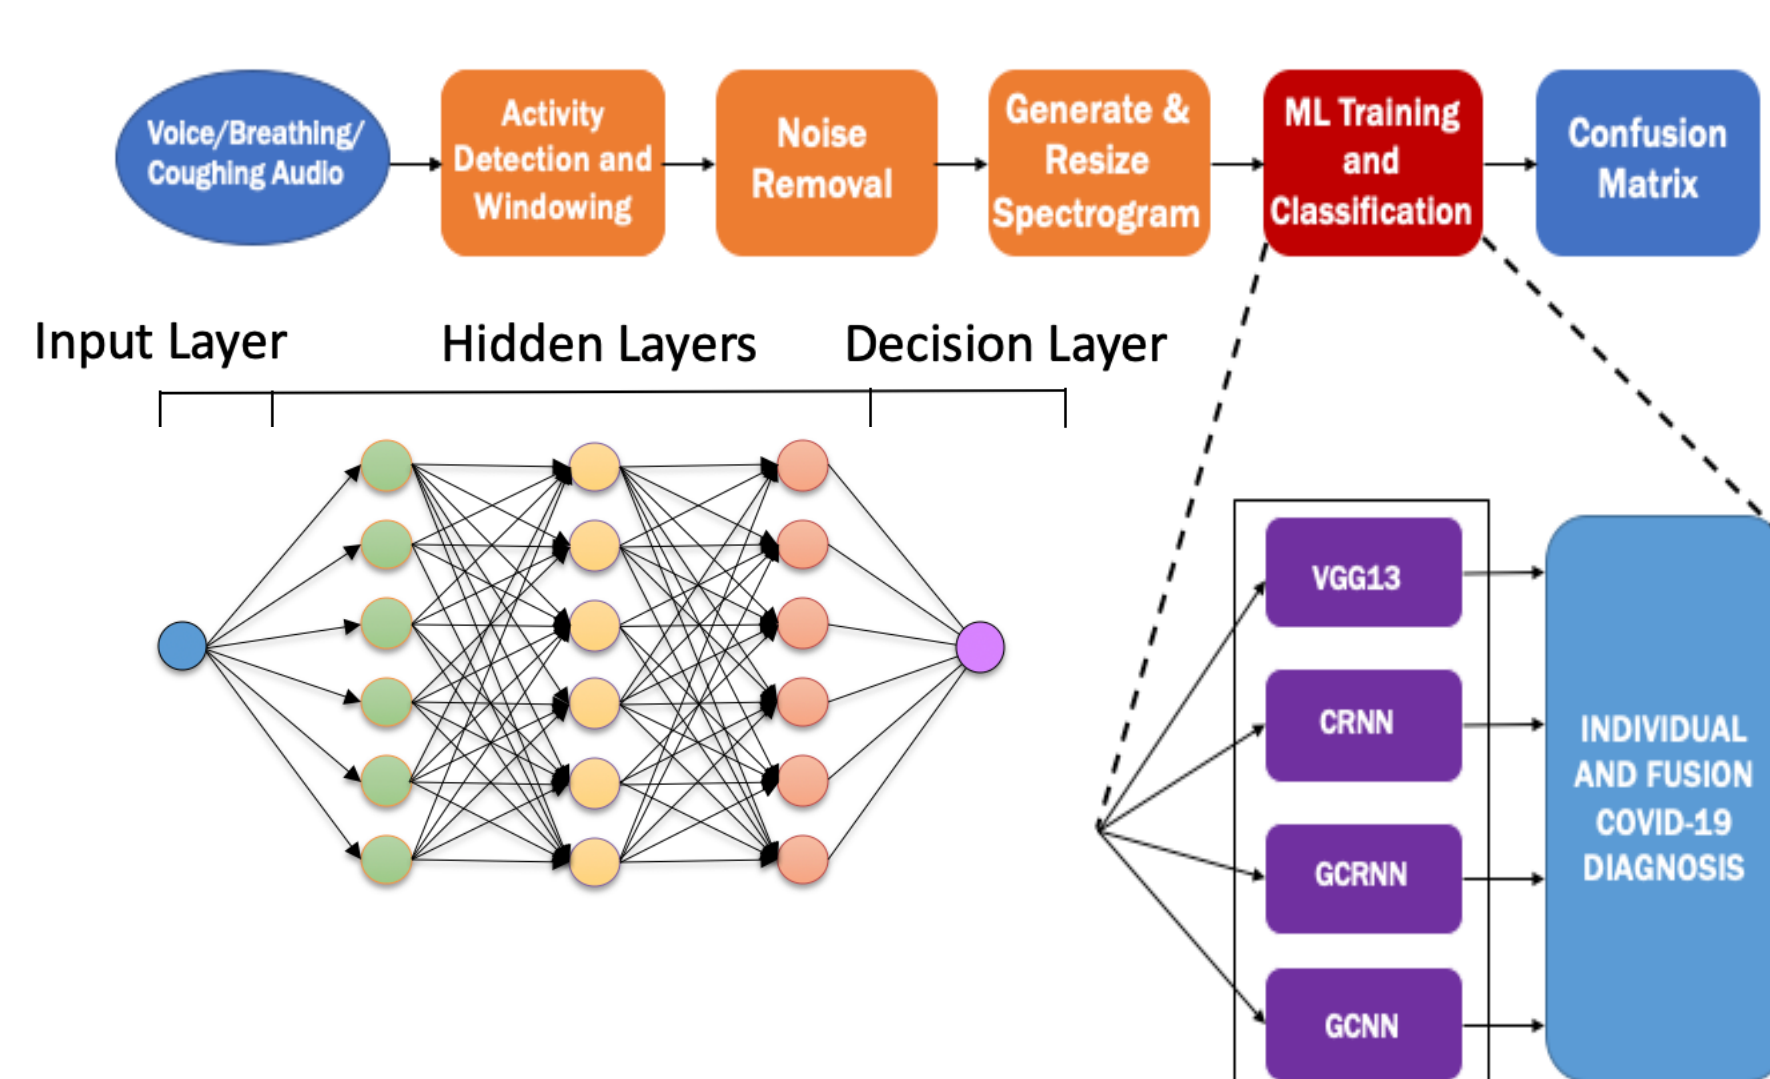 Voice/Breathing/
Coughing Audio
Activity
Detection and
Windowing
Noise
Removal
Generate &
Resize
Spectrogram
ML Training
and
Classification
Confusion
Matrix
Input Layer
Hidden Layers
Decision Layer
VGG13
CRNN
GCRNN
GCNN
INDIVIDUAL
AND FUSION
COVID-19
DIAGNOSIS